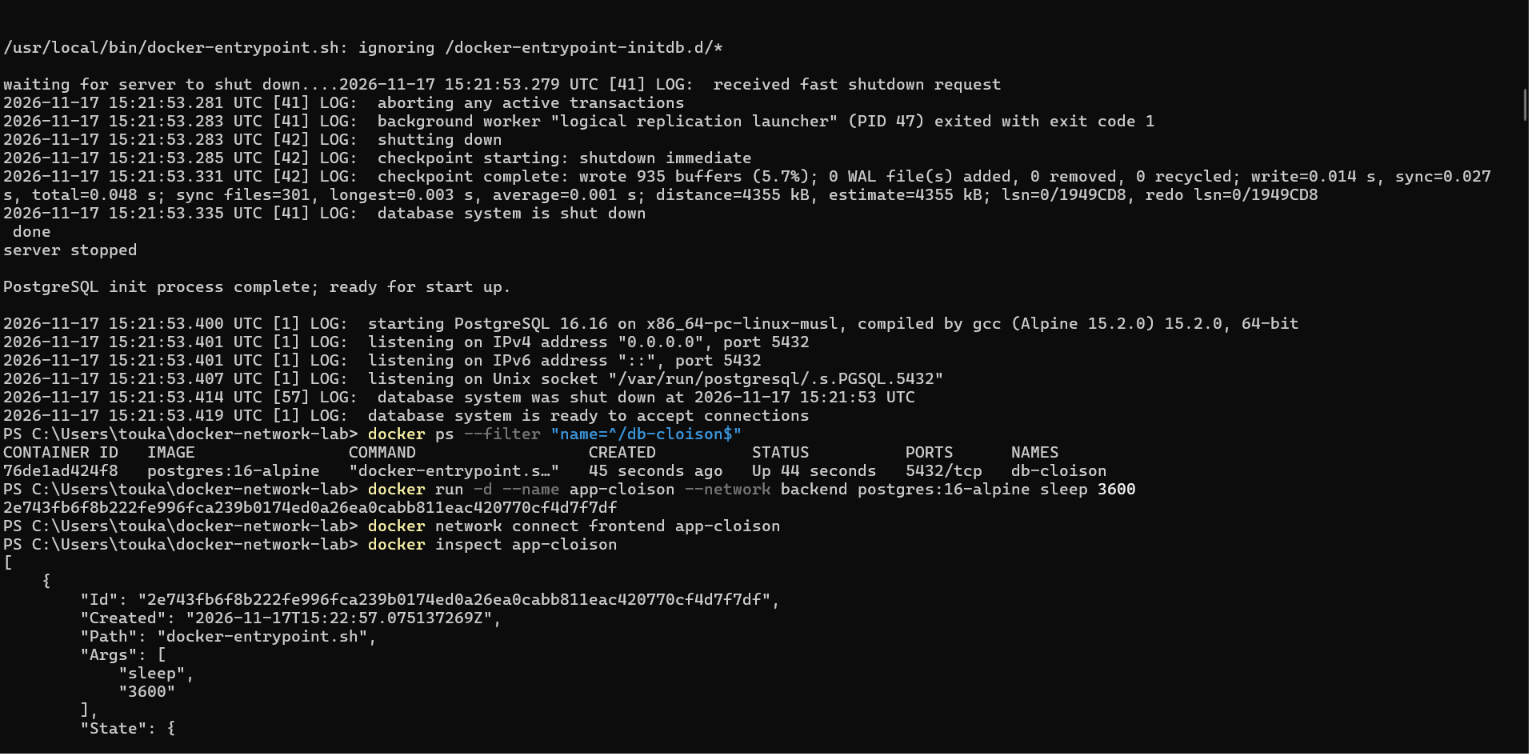 /usr/local/bin/docker-entrypoint.sh: ignoring /docker-entrypoint-initdb.d/*
waiting for server to shut down....2026-11-17 15:21:53.279 UTC [41] LOG:  received fast shutdown request
2026-11-17 15:21:53.281 UTC [41] LOG:  aborting any active transactions
2026-11-17 15:21:53.283 UTC [41] LOG:  background worker "logical replication launcher" (PID 47) exited with exit code 1
2026-11-17 15:21:53.283 UTC [42] LOG:  shutting down
2026-11-17 15:21:53.285 UTC [42] LOG:  checkpoint starting: shutdown immediate
2026-11-17 15:21:53.331 UTC [42] LOG:  checkpoint complete: wrote 935 buffers (5.7%); 0 WAL file(s) added, 0 removed, 0 recycled; write=0.014 s, sync=0.027
s, total=0.048 s; sync files=301, longest=0.003 s, average=0.001 s; distance=4355 kB, estimate=4355 kB; lsn=0/1949CD8, redo lsn=0/1949CD8
2026-11-17 15:21:53.335 UTC [41] LOG:  database system is shut down
 done
server stopped
PostgreSQL init process complete; ready for start up.
2026-11-17 15:21:53.400 UTC [1] LOG:  starting PostgreSQL 16.16 on x86_64-pc-linux-musl, compiled by gcc (Alpine 15.2.0) 15.2.0, 64-bit
2026-11-17 15:21:53.401 UTC [1] LOG:  listening on IPv4 address "0.0.0.0", port 5432
2026-11-17 15:21:53.401 UTC [1] LOG:  listening on IPv6 address "::", port 5432
2026-11-17 15:21:53.407 UTC [1] LOG:  listening on Unix socket "/var/run/postgresql/.s.PGSQL.5432"
2026-11-17 15:21:53.414 UTC [57] LOG:  database system was shut down at 2026-11-17 15:21:53 UTC
2026-11-17 15:21:53.419 UTC [1] LOG:  database system is ready to accept connections
PS C:\Users\touka\docker-network-lab> docker ps --filter "name=^/db-cloison$"
CONTAINER ID   IMAGE                COMMAND                  CREATED          STATUS          PORTS      NAMES
76de1ad424f8   postgres:16-alpine   "docker-entrypoint.s…"   45 seconds ago   Up 44 seconds   5432/tcp   db-cloison
PS C:\Users\touka\docker-network-lab> docker run -d --name app-cloison --network backend postgres:16-alpine sleep 3600
2e743fb6f8b222fe996fca239b0174ed0a26ea0cabb811eac420770cf4d7f7df
PS C:\Users\touka\docker-network-lab> docker network connect frontend app-cloison
PS C:\Users\touka\docker-network-lab> docker inspect app-cloison
[
    {
        "Id": "2e743fb6f8b222fe996fca239b0174ed0a26ea0cabb811eac420770cf4d7f7df",
        "Created": "2026-11-17T15:22:57.075137269Z",
        "Path": "docker-entrypoint.sh",
        "Args": [
            "sleep",
            "3600"
        ],
        "State": {